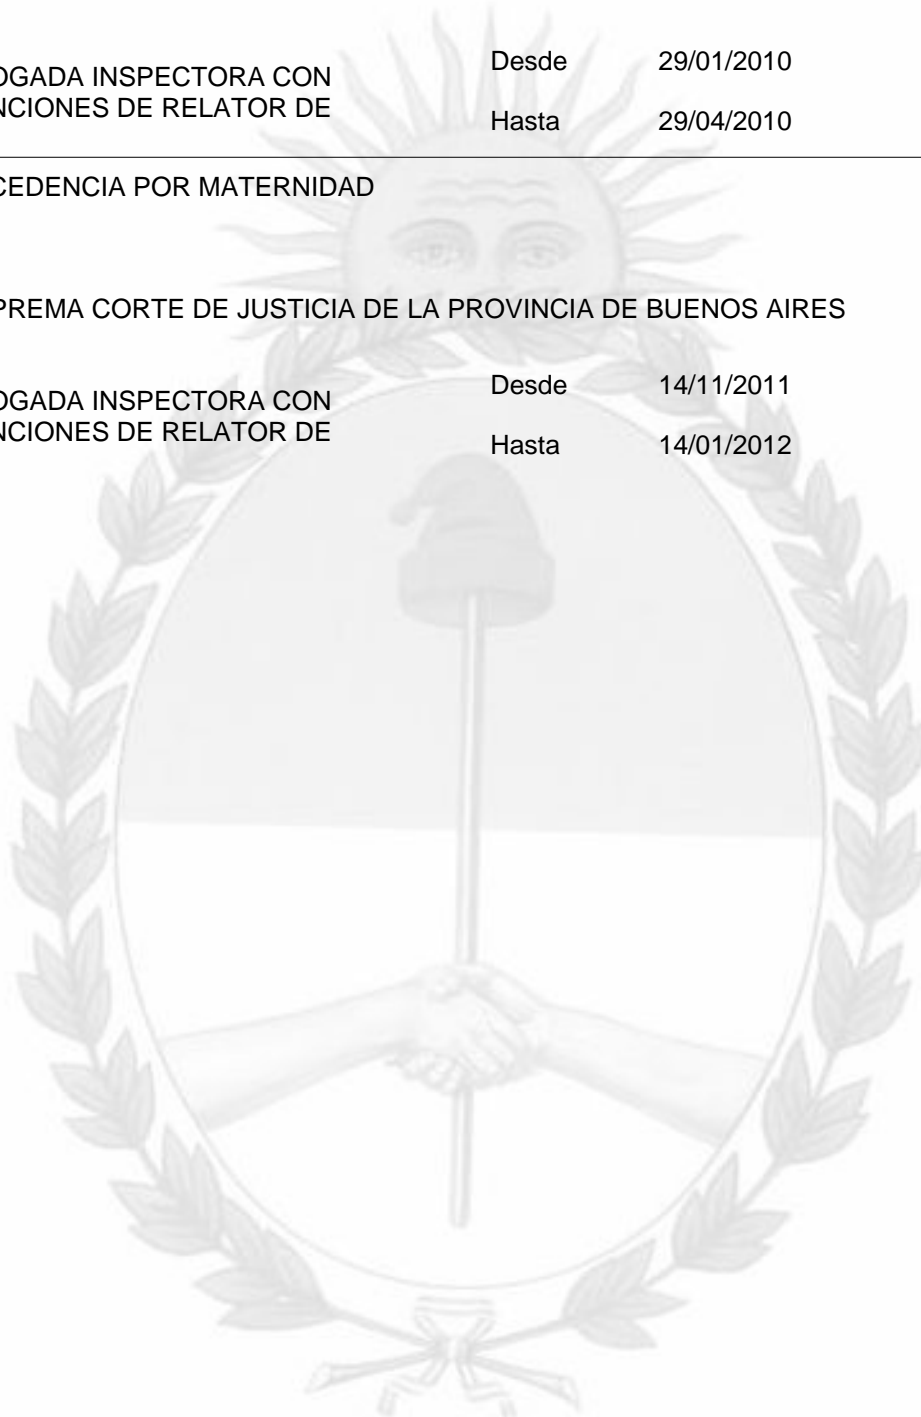 Desde 29/01/2010
OGADA INSPECTORA CON
NCIONES DE RELATOR DE
Hasta 29/04/2010
CEDENCIA POR MATERNIDAD
PREMA CORTE DE JUSTICIA DE LA PROVINCIA DE BUENOS AIRES
Desde 14/11/2011
OGADA INSPECTORA CON
NCIONES DE RELATOR DE
Hasta 14/01/2012